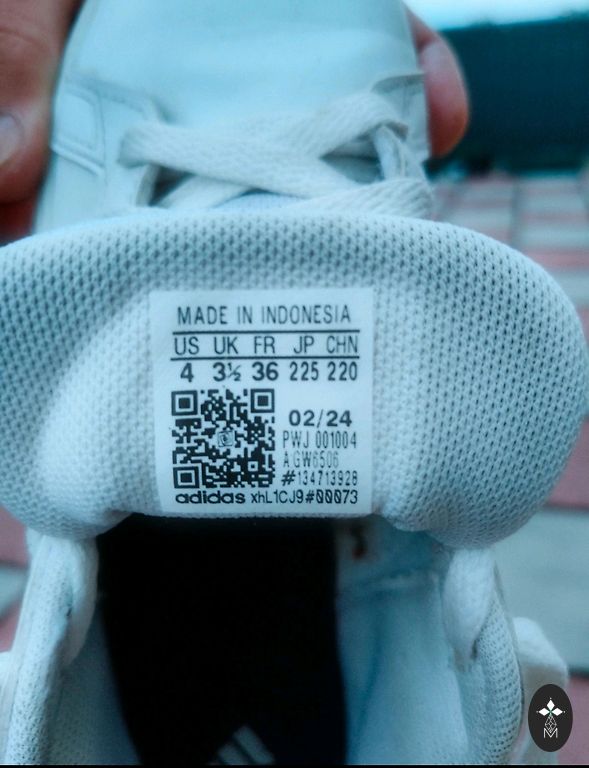 MADE IN INDONESIA
US UK FR JP CHN
4 3½ 36 225 220
02/24
PWJ 001004
A GW6506
#134713928
adidas xhL1CJ9#00073
M